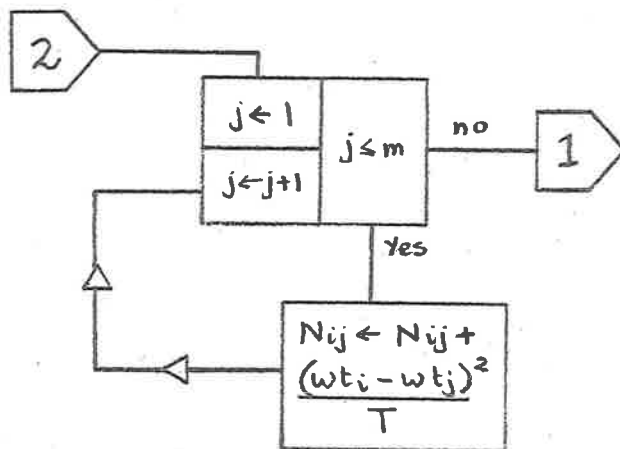 2
j ← 1
j ≤ m
no
1
j ← j+1
Yes
Nij ← Nij +
(wti - wtj)²
T